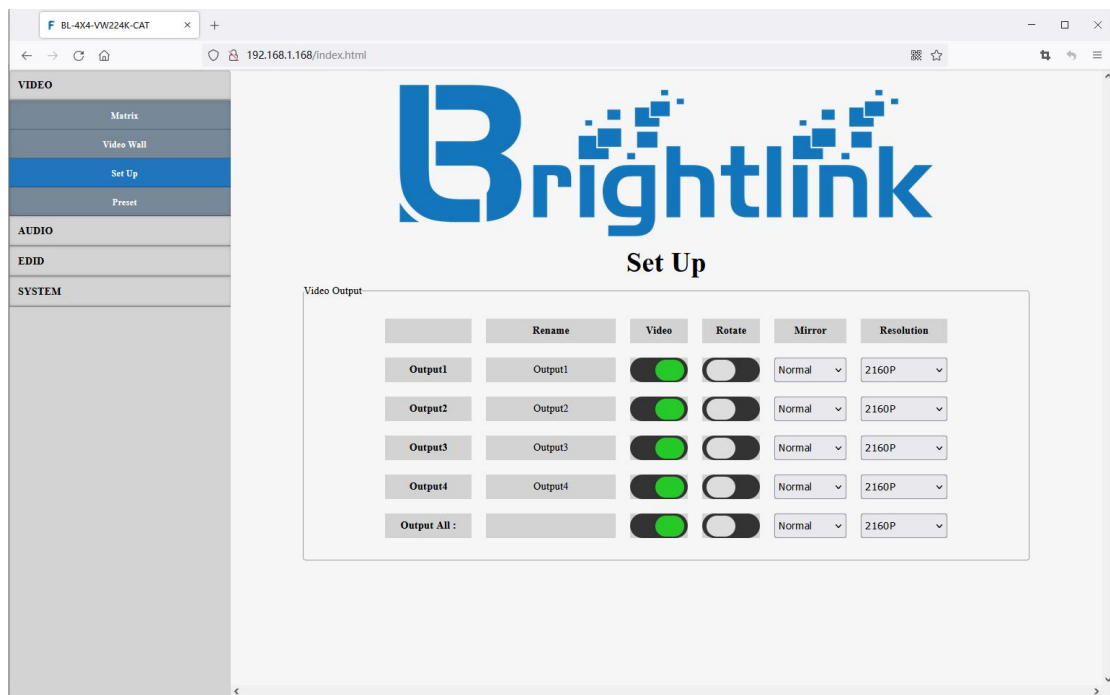 BL-4X4-VW224K-CAT
192.168.1.168/index.html
VIDEO
Matrix
Video Wall
Set Up
Preset
AUDIO
EDID
SYSTEM
Brightlink
Set Up
Video Output
Rename Video Rotate Mirror Resolution
Output1 Output1 Normal 2160P
Output2 Output2 Normal 2160P
Output3 Output3 Normal 2160P
Output4 Output4 Normal 2160P
Output All : Normal 2160P